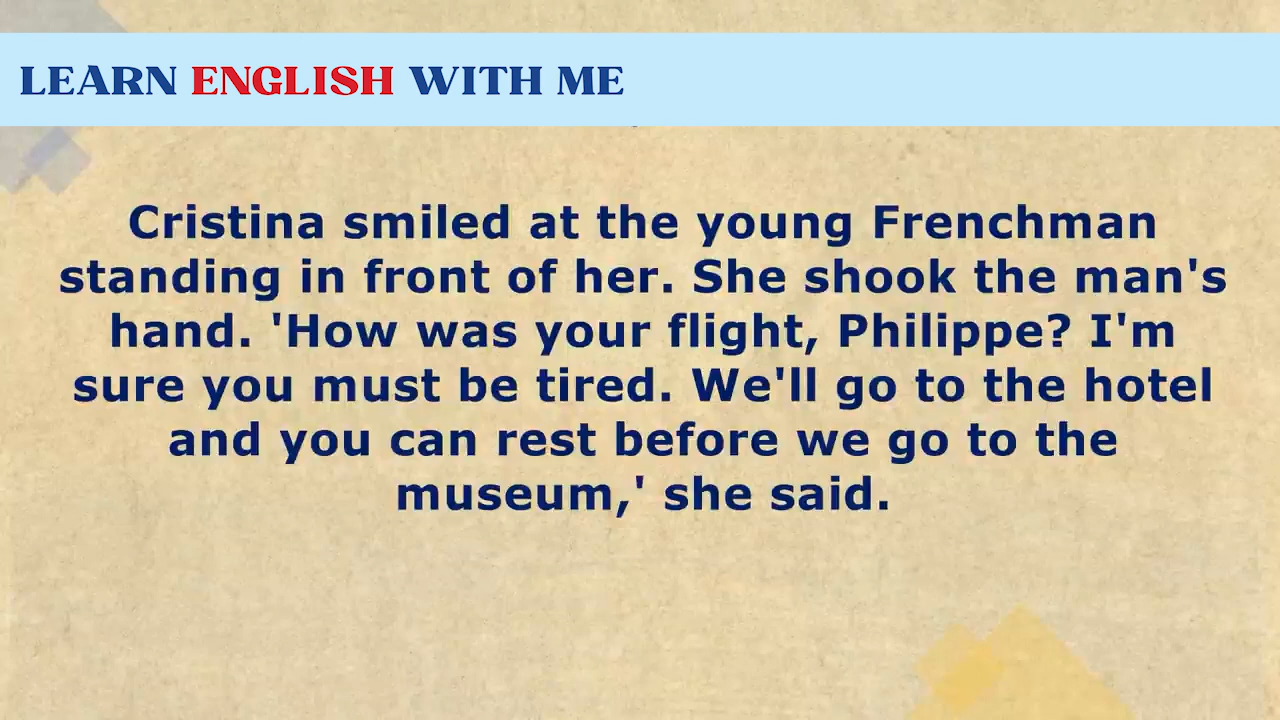 LEARN ENGLISH WITH ME
Cristina smiled at the young Frenchman
standing in front of her. She shook the man's
hand. 'How was your flight, Philippe? I'm
sure you must be tired. We'll go to the hotel
and you can rest before we go to the
museum,' she said.